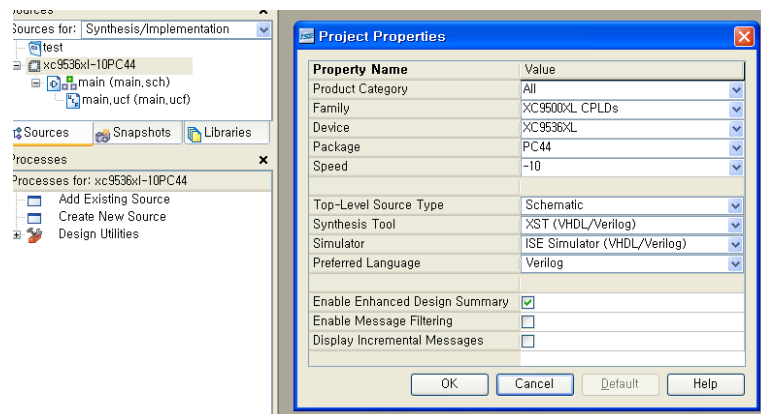 Sources
Sources for: Synthesis/Implementation
test
xc9536xl-10PC44
main (main,sch)
main,ucf (main,ucf)
Sources Snapshots Libraries
Processes
Processes for: xc9536xl-10PC44
Add Existing Source
Create New Source
Design Utilities
ISE Project Properties
Property Name Value
Product Category All
Family XC9500XL CPLDs
Device XC9536XL
Package PC44
Speed -10
Top-Level Source Type Schematic
Synthesis Tool XST (VHDL/Verilog)
Simulator ISE Simulator (VHDL/Verilog)
Preferred Language Verilog
Enable Enhanced Design Summary
Enable Message Filtering
Display Incremental Messages
OK Cancel Default Help